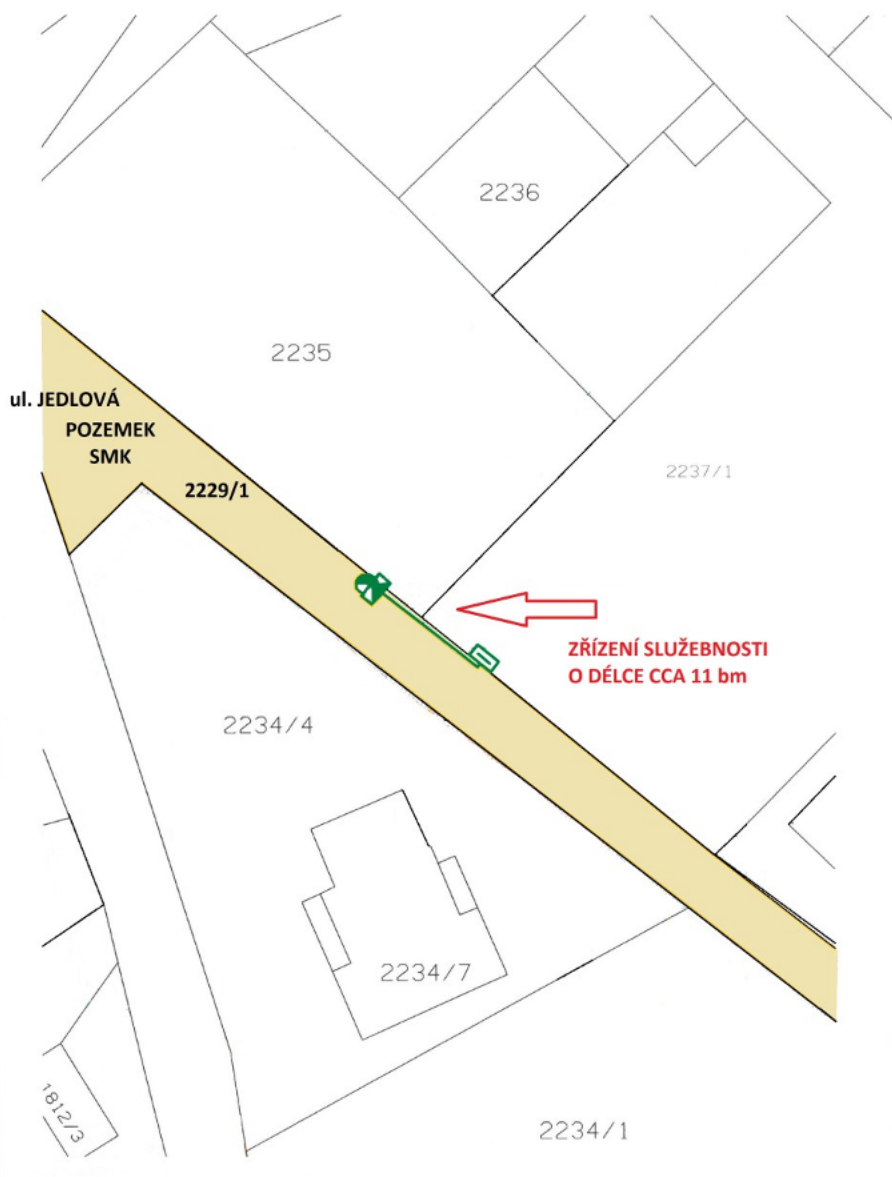 2236
2235
ul. JEDLOVÁ
POZEMEK
SMK
2237/1
2229/1
ZŘÍZENÍ SLUŽEBNOSTI
O DÉLCE CCA 11 bm
2234/4
2234/7
1812/3
2234/1